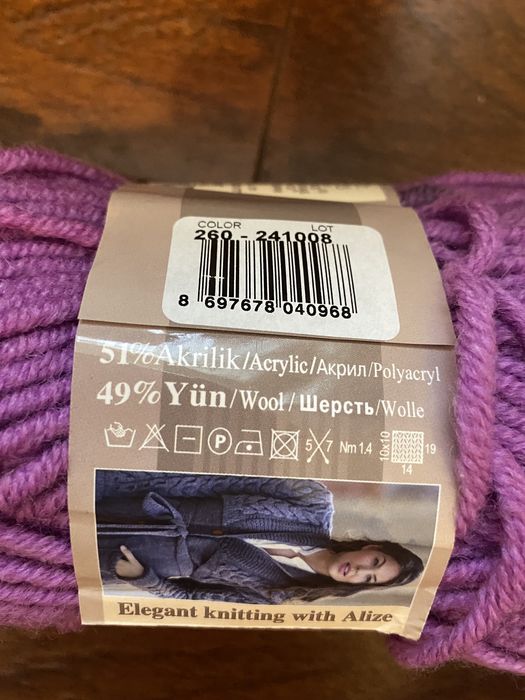 COLOR LOT
260 - 241008
8 697678 040968
51% Akrilik/Acrylic/Акрил/Polyacryl
49% Yün/Wool/Шерсть/Wolle
P 5 7 Nm 1.4 10x10 19
14
Elegant knitting with Alize